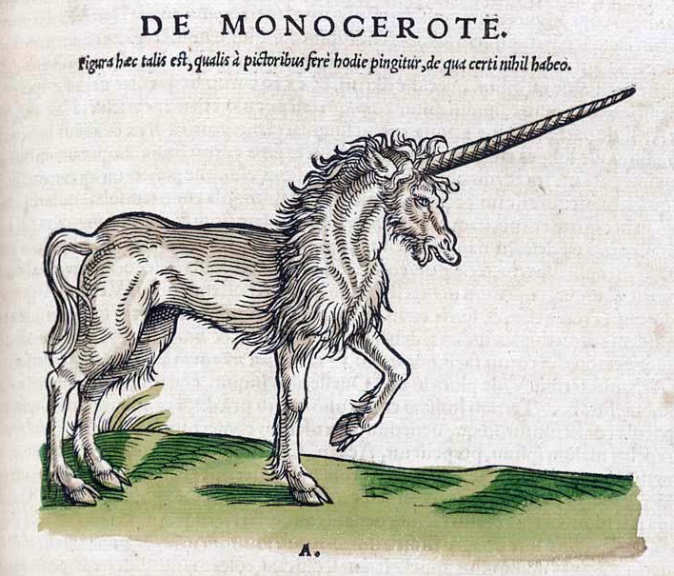 DE MONOCEROTE.
Figura hæc talis est, qualis à pictoribus ferè hodie pingitur, de qua certi nihil habeo.
A.